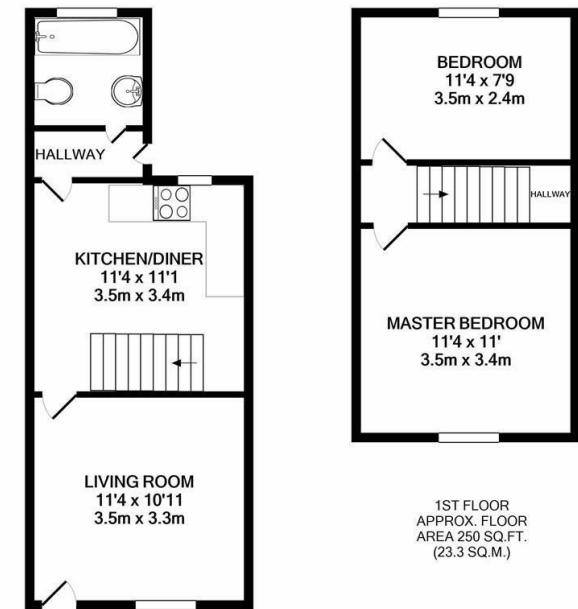 HALLWAY
KITCHEN/DINER
11'4 x 11'1
3.5m x 3.4m
LIVING ROOM
11'4 x 10'11
3.5m x 3.3m
BEDROOM
11'4 x 7'9
3.5m x 2.4m
HALLWAY
MASTER BEDROOM
11'4 x 11'
3.5m x 3.4m
1ST FLOOR
APPROX. FLOOR
AREA 250 SQ.FT.
(23.3 SQ.M.)